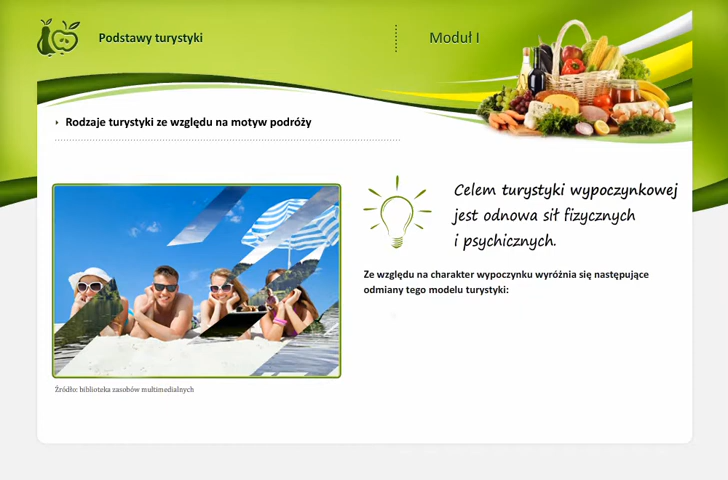 Podstawy turystyki
Moduł I
Rodzaje turystyki ze względu na motyw podróży
Celem turystyki wypoczynkowej
jest odnowa sił fizycznych
i psychicznych.
Ze względu na charakter wypoczynku wyróżnia się następujące
odmiany tego modelu turystyki:
Źródło: biblioteka zasobów multimedialnych